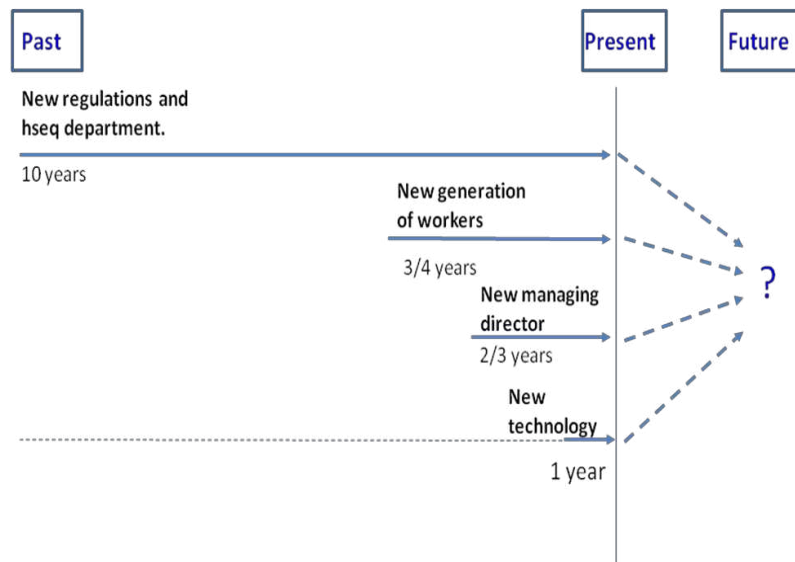 Past
Present
Future
New regulations and
hseq department.
10 years
New generation
of workers
3/4 years
?
New managing
director
2/3 years
New
technology
1 year